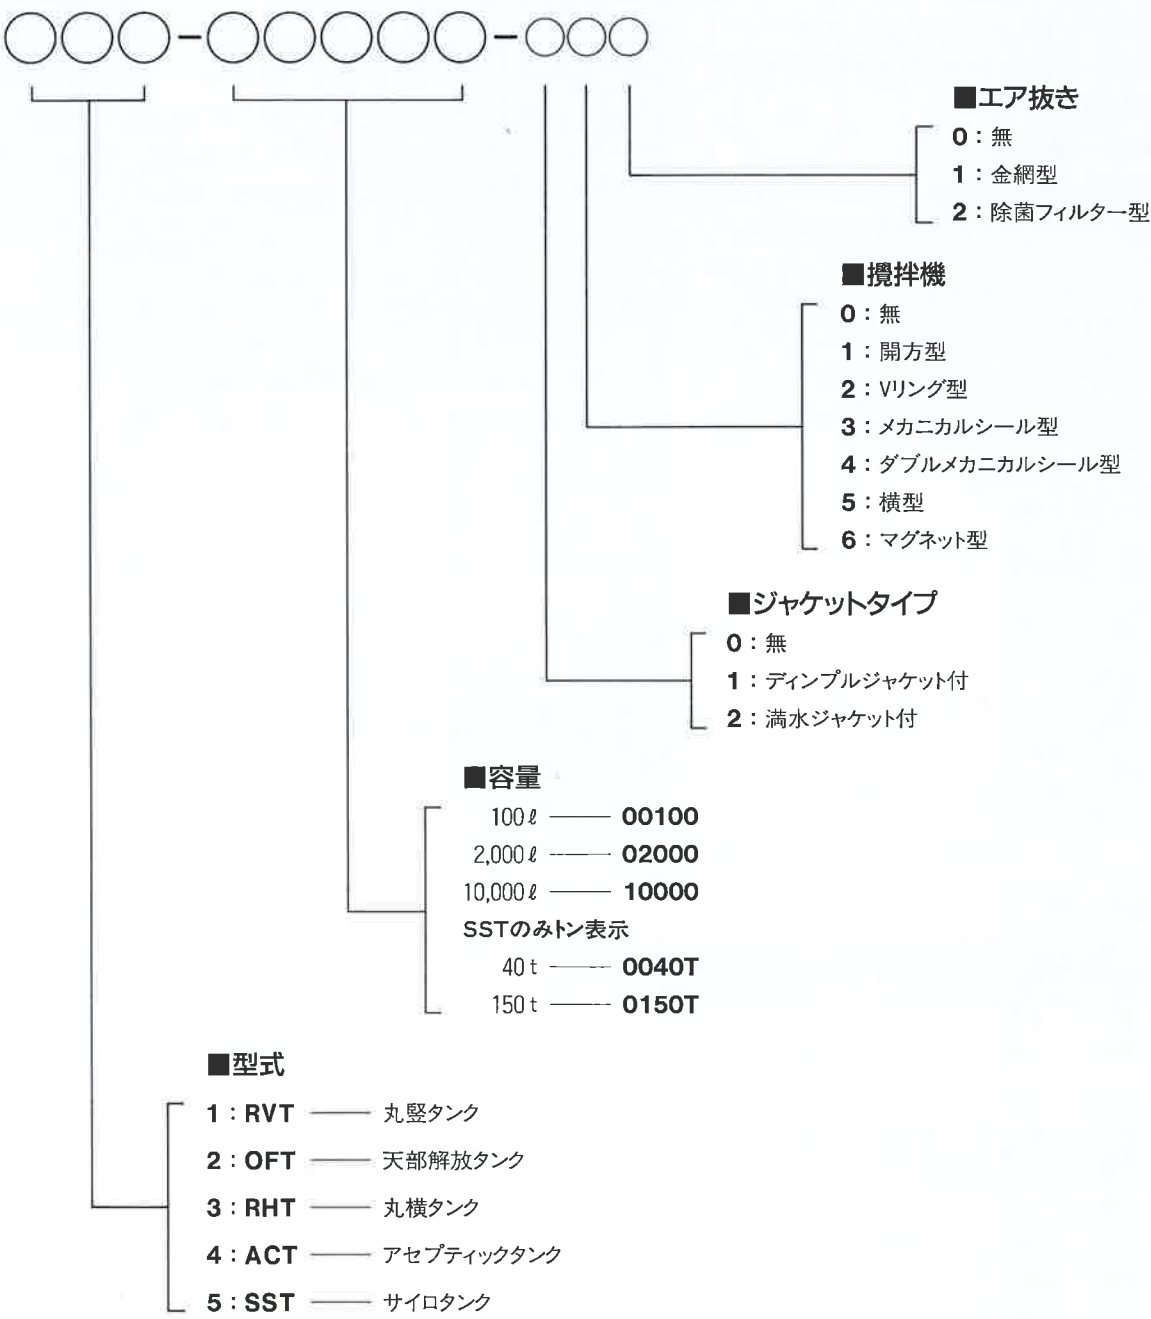 ○○○-○○○○○-○○○
■エア抜き
0：無
1：金網型
2：除菌フィルター型
■攪拌機
0：無
1：開方型
2：Vリング型
3：メカニカルシール型
4：ダブルメカニカルシール型
5：横型
6：マグネット型
■ジャケットタイプ
0：無
1：ディンプルジャケット付
2：満水ジャケット付
■容量
100ℓ —— 00100
2,000ℓ —— 02000
10,000ℓ —— 10000
SSTのみトン表示
40t —— 0040T
150t —— 0150T
■型式
1：RVT —— 丸竪タンク
2：OFT —— 天部解放タンク
3：RHT —— 丸横タンク
4：ACT —— アセプティックタンク
5：SST —— サイロタンク